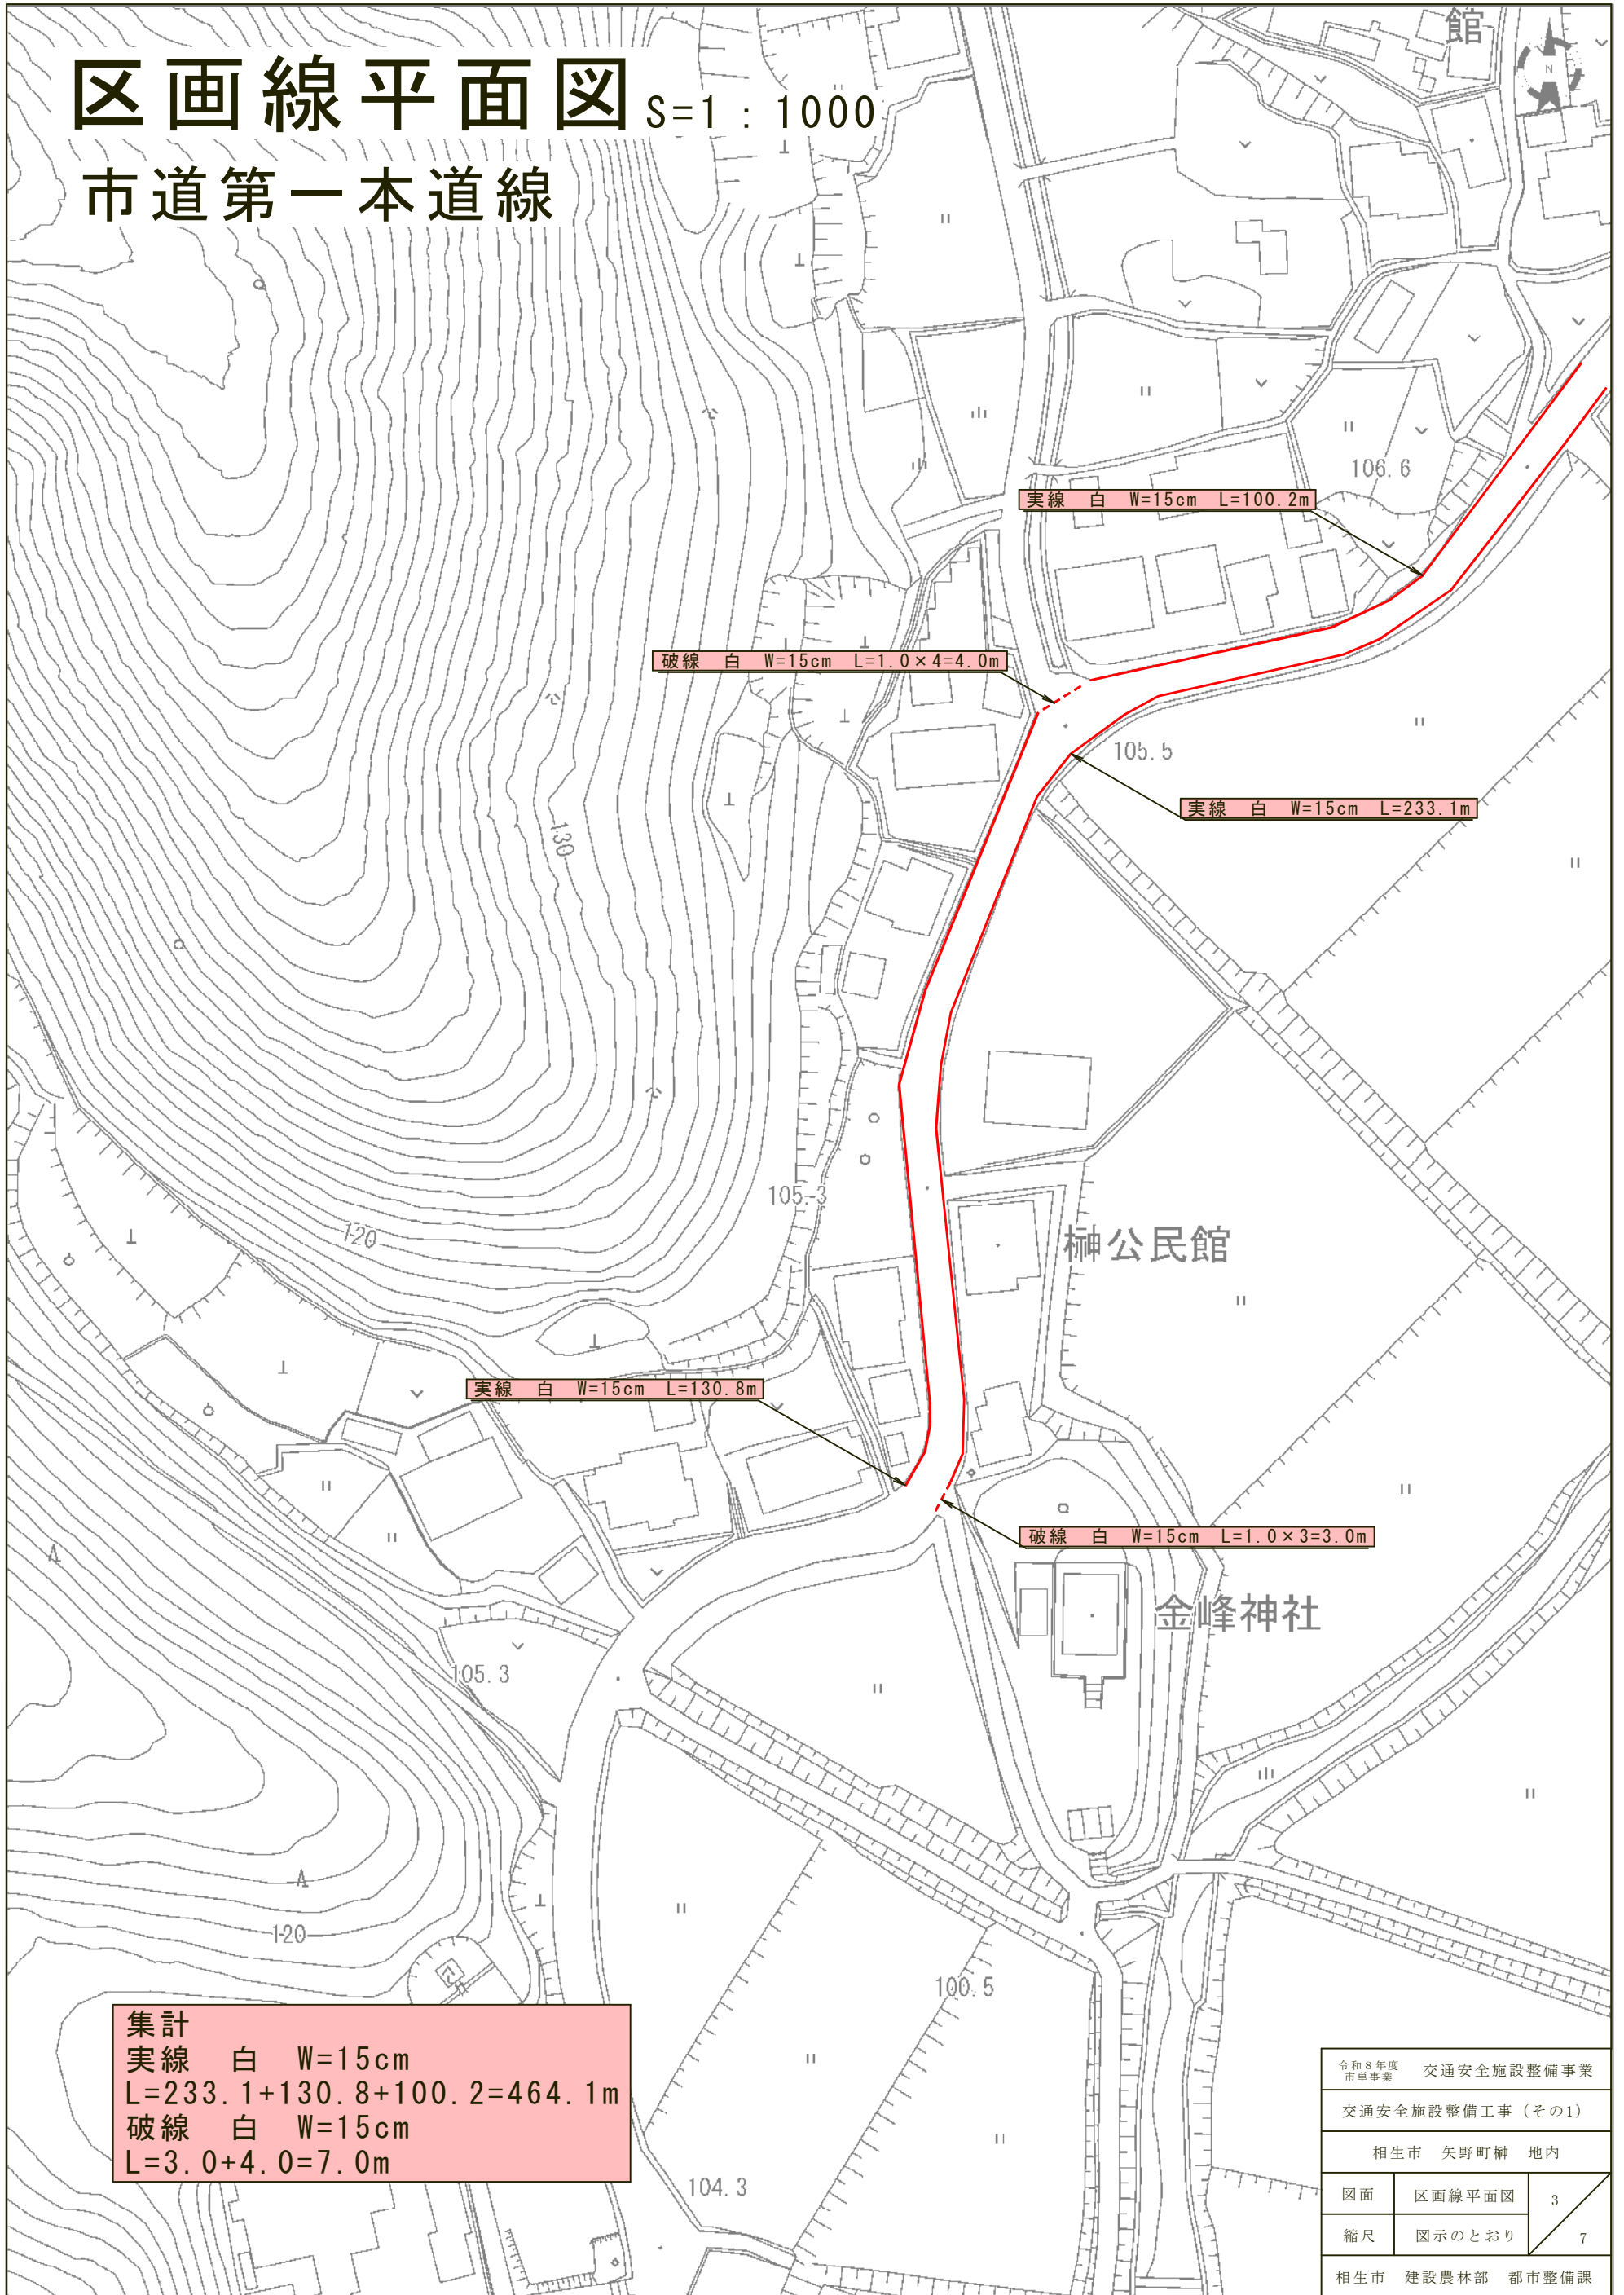 区画線平面図 S=1：1000
市道第一本道線
館
N
106.6
実線　白　W=15cm　L=100.2m
破線　白　W=15cm　L=1.0×4=4.0m
105.5
実線　白　W=15cm　L=233.1m
130
105.3
120
榊公民館
実線　白　W=15cm　L=130.8m
破線　白　W=15cm　L=1.0×3=3.0m
金峰神社
105.3
120
100.5
104.3
集計
実線　白　W=15cm
L=233.1+130.8+100.2=464.1m
破線　白　W=15cm
L=3.0+4.0=7.0m
令和８年度
市単事業　交通安全施設整備事業
交通安全施設整備工事（その1）
相生市　矢野町榊　地内
図面　区画線平面図　3
縮尺　図示のとおり　7
相生市　建設農林部　都市整備課